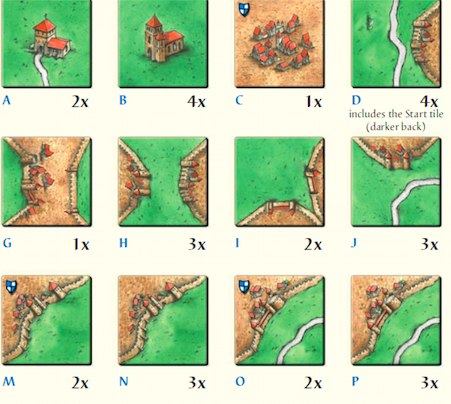 A 2x B 4x C 1x D 4x
includes the Start tile
(darker back)
G 1x H 3x I 2x J 3x
M 2x N 3x O 2x P 3x